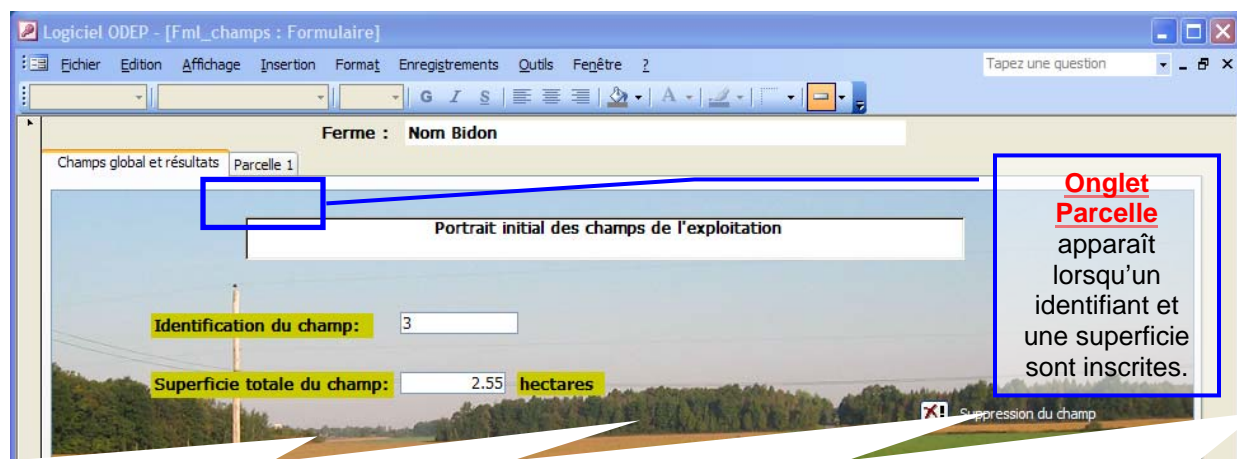 Logiciel ODEP - [Fml_champs : Formulaire]
Fichier Edition Affichage Insertion Format Enregistrements Outils Fenêtre ? Tapez une question
G I S A
Ferme : Nom Bidon
Champs global et résultats Parcelle 1
Portrait initial des champs de l'exploitation
Identification du champ: 3
Superficie totale du champ: 2.55 hectares
Suppression du champ
Onglet
Parcelle
apparaît
lorsqu'un
identifiant et
une superficie
sont inscrites.